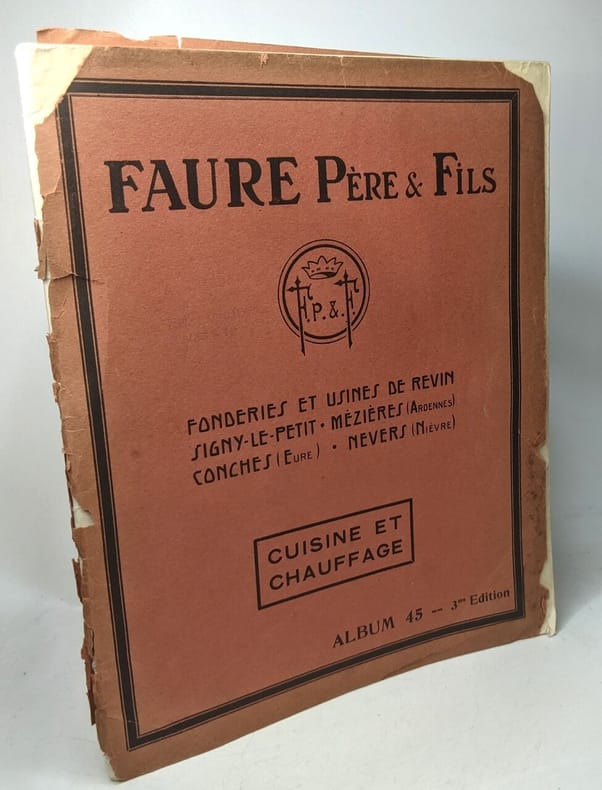 FAURE PÈRE & FILS
F.P.&.F.
FONDERIES ET USINES DE REVIN
SIGNY-LE-PETIT • MÉZIÈRES (ARDENNES)
CONCHES (EURE) • NEVERS (NIÈVRE)
CUISINE ET
CHAUFFAGE
ALBUM 45 — 3me Edition